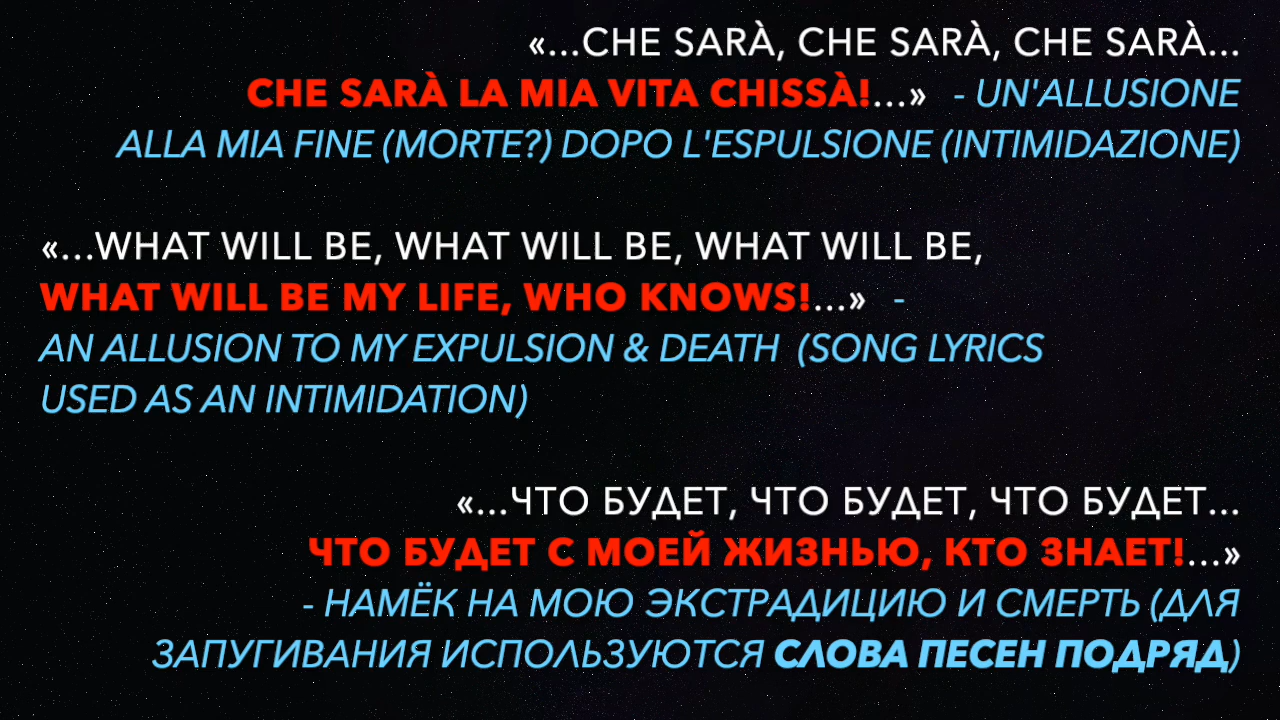 «...CHE SARÀ, CHE SARÀ, CHE SARÀ...
CHE SARÀ LA MIA VITA CHISSÀ!...» - UN'ALLUSIONE
ALLA MIA FINE (MORTE?) DOPO L'ESPULSIONE (INTIMIDAZIONE)
«...WHAT WILL BE, WHAT WILL BE, WHAT WILL BE,
WHAT WILL BE MY LIFE, WHO KNOWS!...» -
AN ALLUSION TO MY EXPULSION & DEATH (SONG LYRICS
USED AS AN INTIMIDATION)
«...ЧТО БУДЕТ, ЧТО БУДЕТ, ЧТО БУДЕТ...
ЧТО БУДЕТ С МОЕЙ ЖИЗНЬЮ, КТО ЗНАЕТ!...»
- НАМЁК НА МОЮ ЭКСТРАДИЦИЮ И СМЕРТЬ (ДЛЯ
ЗАПУГИВАНИЯ ИСПОЛЬЗУЮТСЯ СЛОВА ПЕСЕН ПОДРЯД)